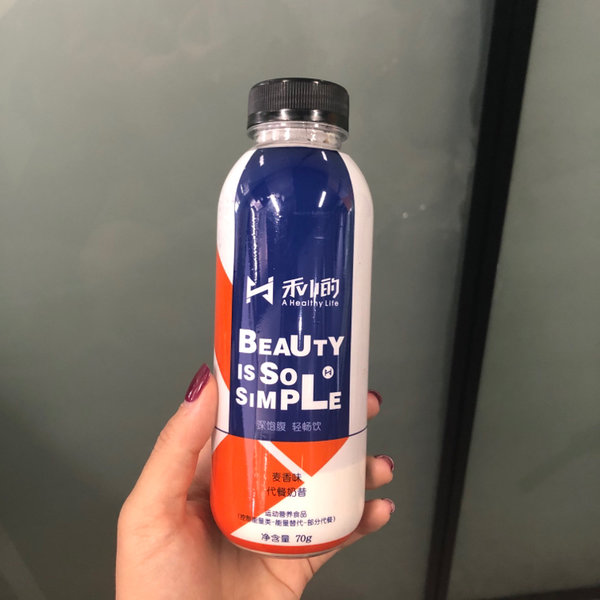 利的
A Healthy Life
BEAUTY
IS SO
SIMPLE
深饱腹 轻畅饮
麦香味
代餐奶昔
运动营养食品
(控制能量类-能量替代-部分代餐)
净含量 70g